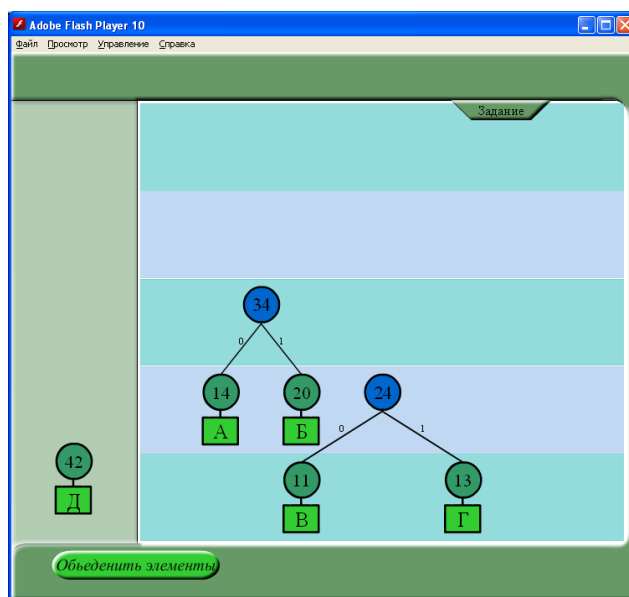 Adobe Flash Player 10
Файл Просмотр Управление Справка
Задание
34
0 1
14 20 24
А Б
0 1
42
Д
11 13
В Г
Объеденить элементы